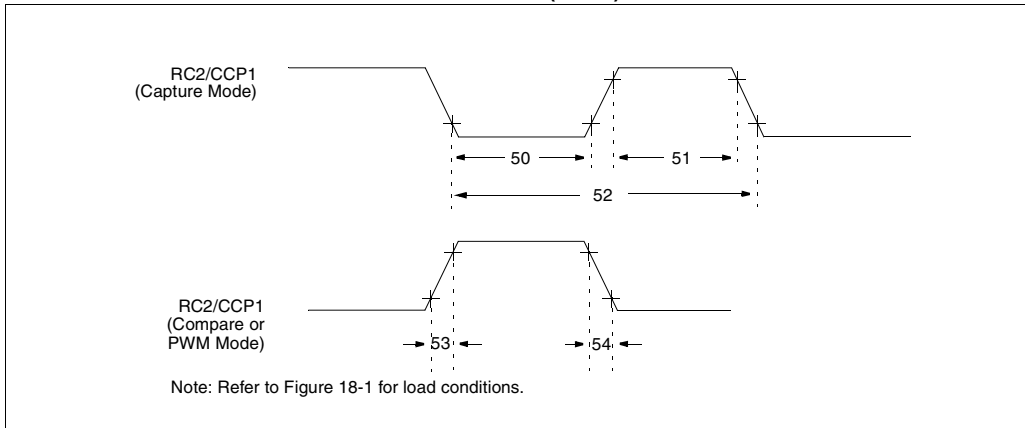 RC2/CCP1
(Capture Mode)
50
51
52
RC2/CCP1
(Compare or
PWM Mode)
53
54
Note: Refer to Figure 18-1 for load conditions.